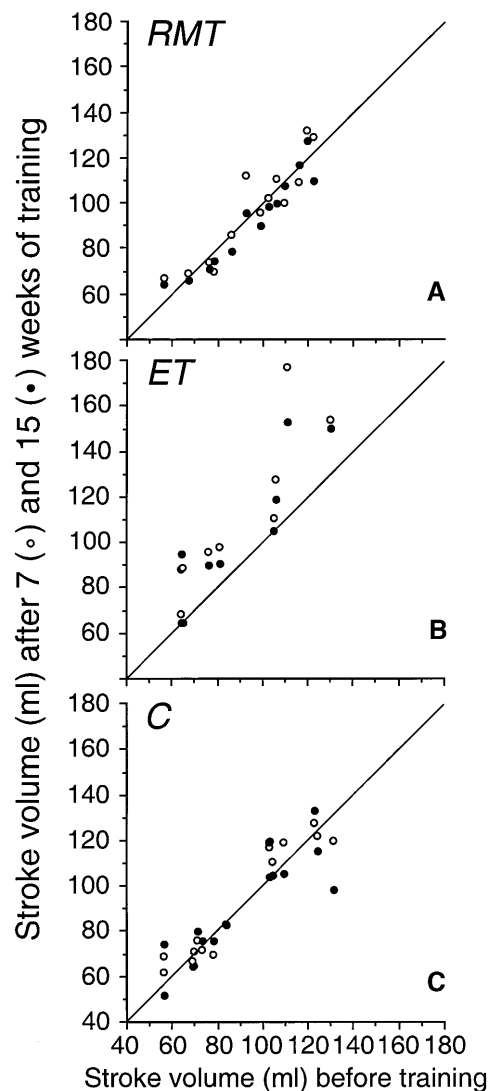 Stroke volume (ml) after 7 (○) and 15 (●) weeks of training
RMT
180
160
140
120
100
80
60
A
ET
180
160
140
120
100
80
60
B
C
180
160
140
120
100
80
60
40
C
40 60 80 100 120 140 160 180
Stroke volume (ml) before training